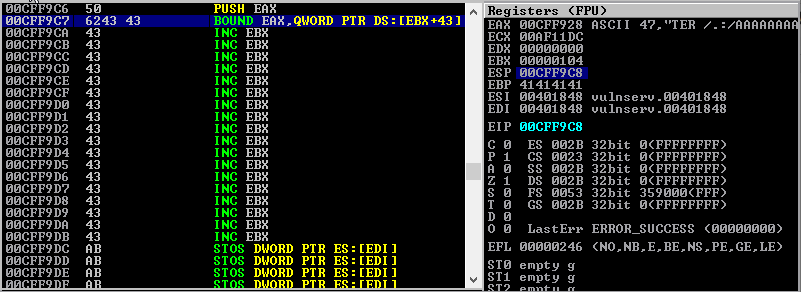 00CFF9C6 50 PUSH EAX
00CFF9C7 6243 43 BOUND EAX,QWORD PTR DS:[EBX+43]
00CFF9CA 43 INC EBX
00CFF9CB 43 INC EBX
00CFF9CC 43 INC EBX
00CFF9CD 43 INC EBX
00CFF9CE 43 INC EBX
00CFF9CF 43 INC EBX
00CFF9D0 43 INC EBX
00CFF9D1 43 INC EBX
00CFF9D2 43 INC EBX
00CFF9D3 43 INC EBX
00CFF9D4 43 INC EBX
00CFF9D5 43 INC EBX
00CFF9D6 43 INC EBX
00CFF9D7 43 INC EBX
00CFF9D8 43 INC EBX
00CFF9D9 43 INC EBX
00CFF9DA 43 INC EBX
00CFF9DB 43 INC EBX
00CFF9DC AB STOS DWORD PTR ES:[EDI]
00CFF9DD AB STOS DWORD PTR ES:[EDI]
00CFF9DE AB STOS DWORD PTR ES:[EDI]
00CFF9DF AB STOS DWORD PTR ES:[EDI]
Registers (FPU)
EAX 00CFF928 ASCII 47,"TER /.:/AAAAAAAA
ECX 00AF11DC
EDX 00000000
EBX 00000104
ESP 00CFF9C8
EBP 41414141
ESI 00401848 vulnserv.00401848
EDI 00401848 vulnserv.00401848
EIP 00CFF9C8
C 0 ES 002B 32bit 0(FFFFFFFF)
P 1 CS 0023 32bit 0(FFFFFFFF)
A 0 SS 002B 32bit 0(FFFFFFFF)
Z 1 DS 002B 32bit 0(FFFFFFFF)
S 0 FS 0053 32bit 359000(FFF)
T 0 GS 002B 32bit 0(FFFFFFFF)
D 0
O 0 LastErr ERROR_SUCCESS (00000000)
EFL 00000246 (NO,NB,E,BE,NS,PE,GE,LE)
ST0 empty g
ST1 empty g
ST2 empty g